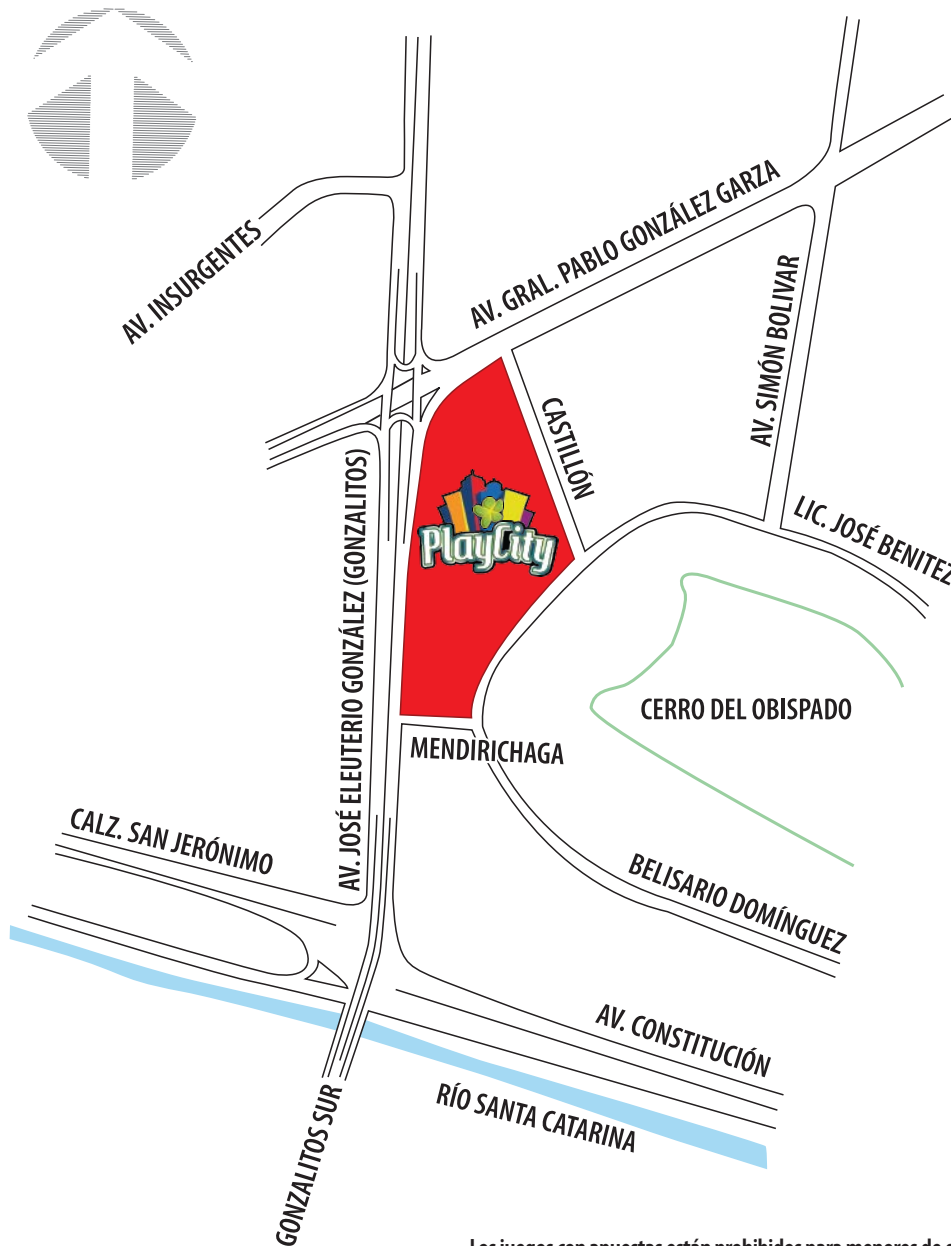 AV. INSURGENTES
AV. GRAL. PABLO GONZÁLEZ GARZA
AV. SIMÓN BOLIVAR
CASTILLÓN
LIC. JOSÉ BENITEZ
PlayCity
AV. JOSÉ ELEUTERIO GONZÁLEZ (GONZALITOS)
CERRO DEL OBISPADO
MENDIRICHAGA
CALZ. SAN JERÓNIMO
BELISARIO DOMÍNGUEZ
AV. CONSTITUCIÓN
RÍO SANTA CATARINA
GONZALITOS SUR
Los juegos con apuestas están prohibidos para menores de